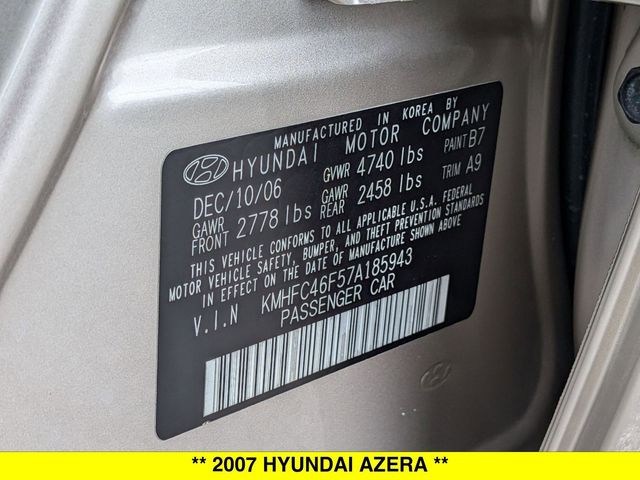 MANUFACTURED IN KOREA BY
HYUNDAI MOTOR COMPANY
DEC/10/06 GVWR 4740 lbs PAINT B7
GAWR FRONT 2778 lbs GAWR REAR 2458 lbs TRIM A9
THIS VEHICLE CONFORMS TO ALL APPLICABLE U.S.A. FEDERAL
MOTOR VEHICLE SAFETY, BUMPER, AND THEFT PREVENTION STANDARDS
IN EFFECT ON THE DATE OF MANUFACTURE SHOWN ABOVE.
V.I.N KMHFC46F57A185943
PASSENGER CAR
** 2007 HYUNDAI AZERA **